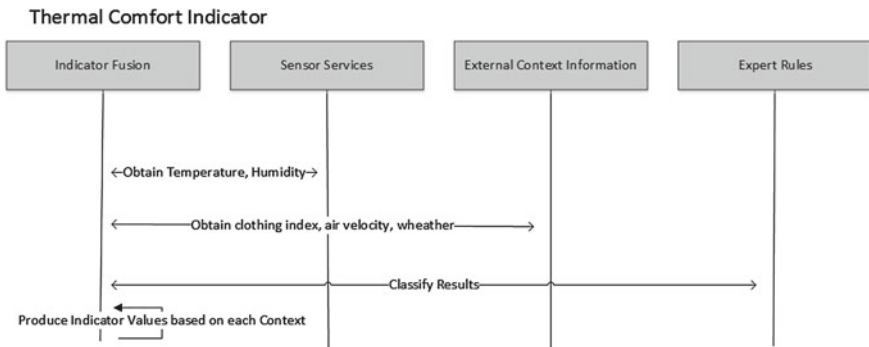 Thermal Comfort Indicator
Indicator Fusion
Sensor Services
External Context Information
Expert Rules
Obtain Temperature, Humidity
Obtain clothing index, air velocity, wheather
Classify Results
Produce Indicator Values based on each Context